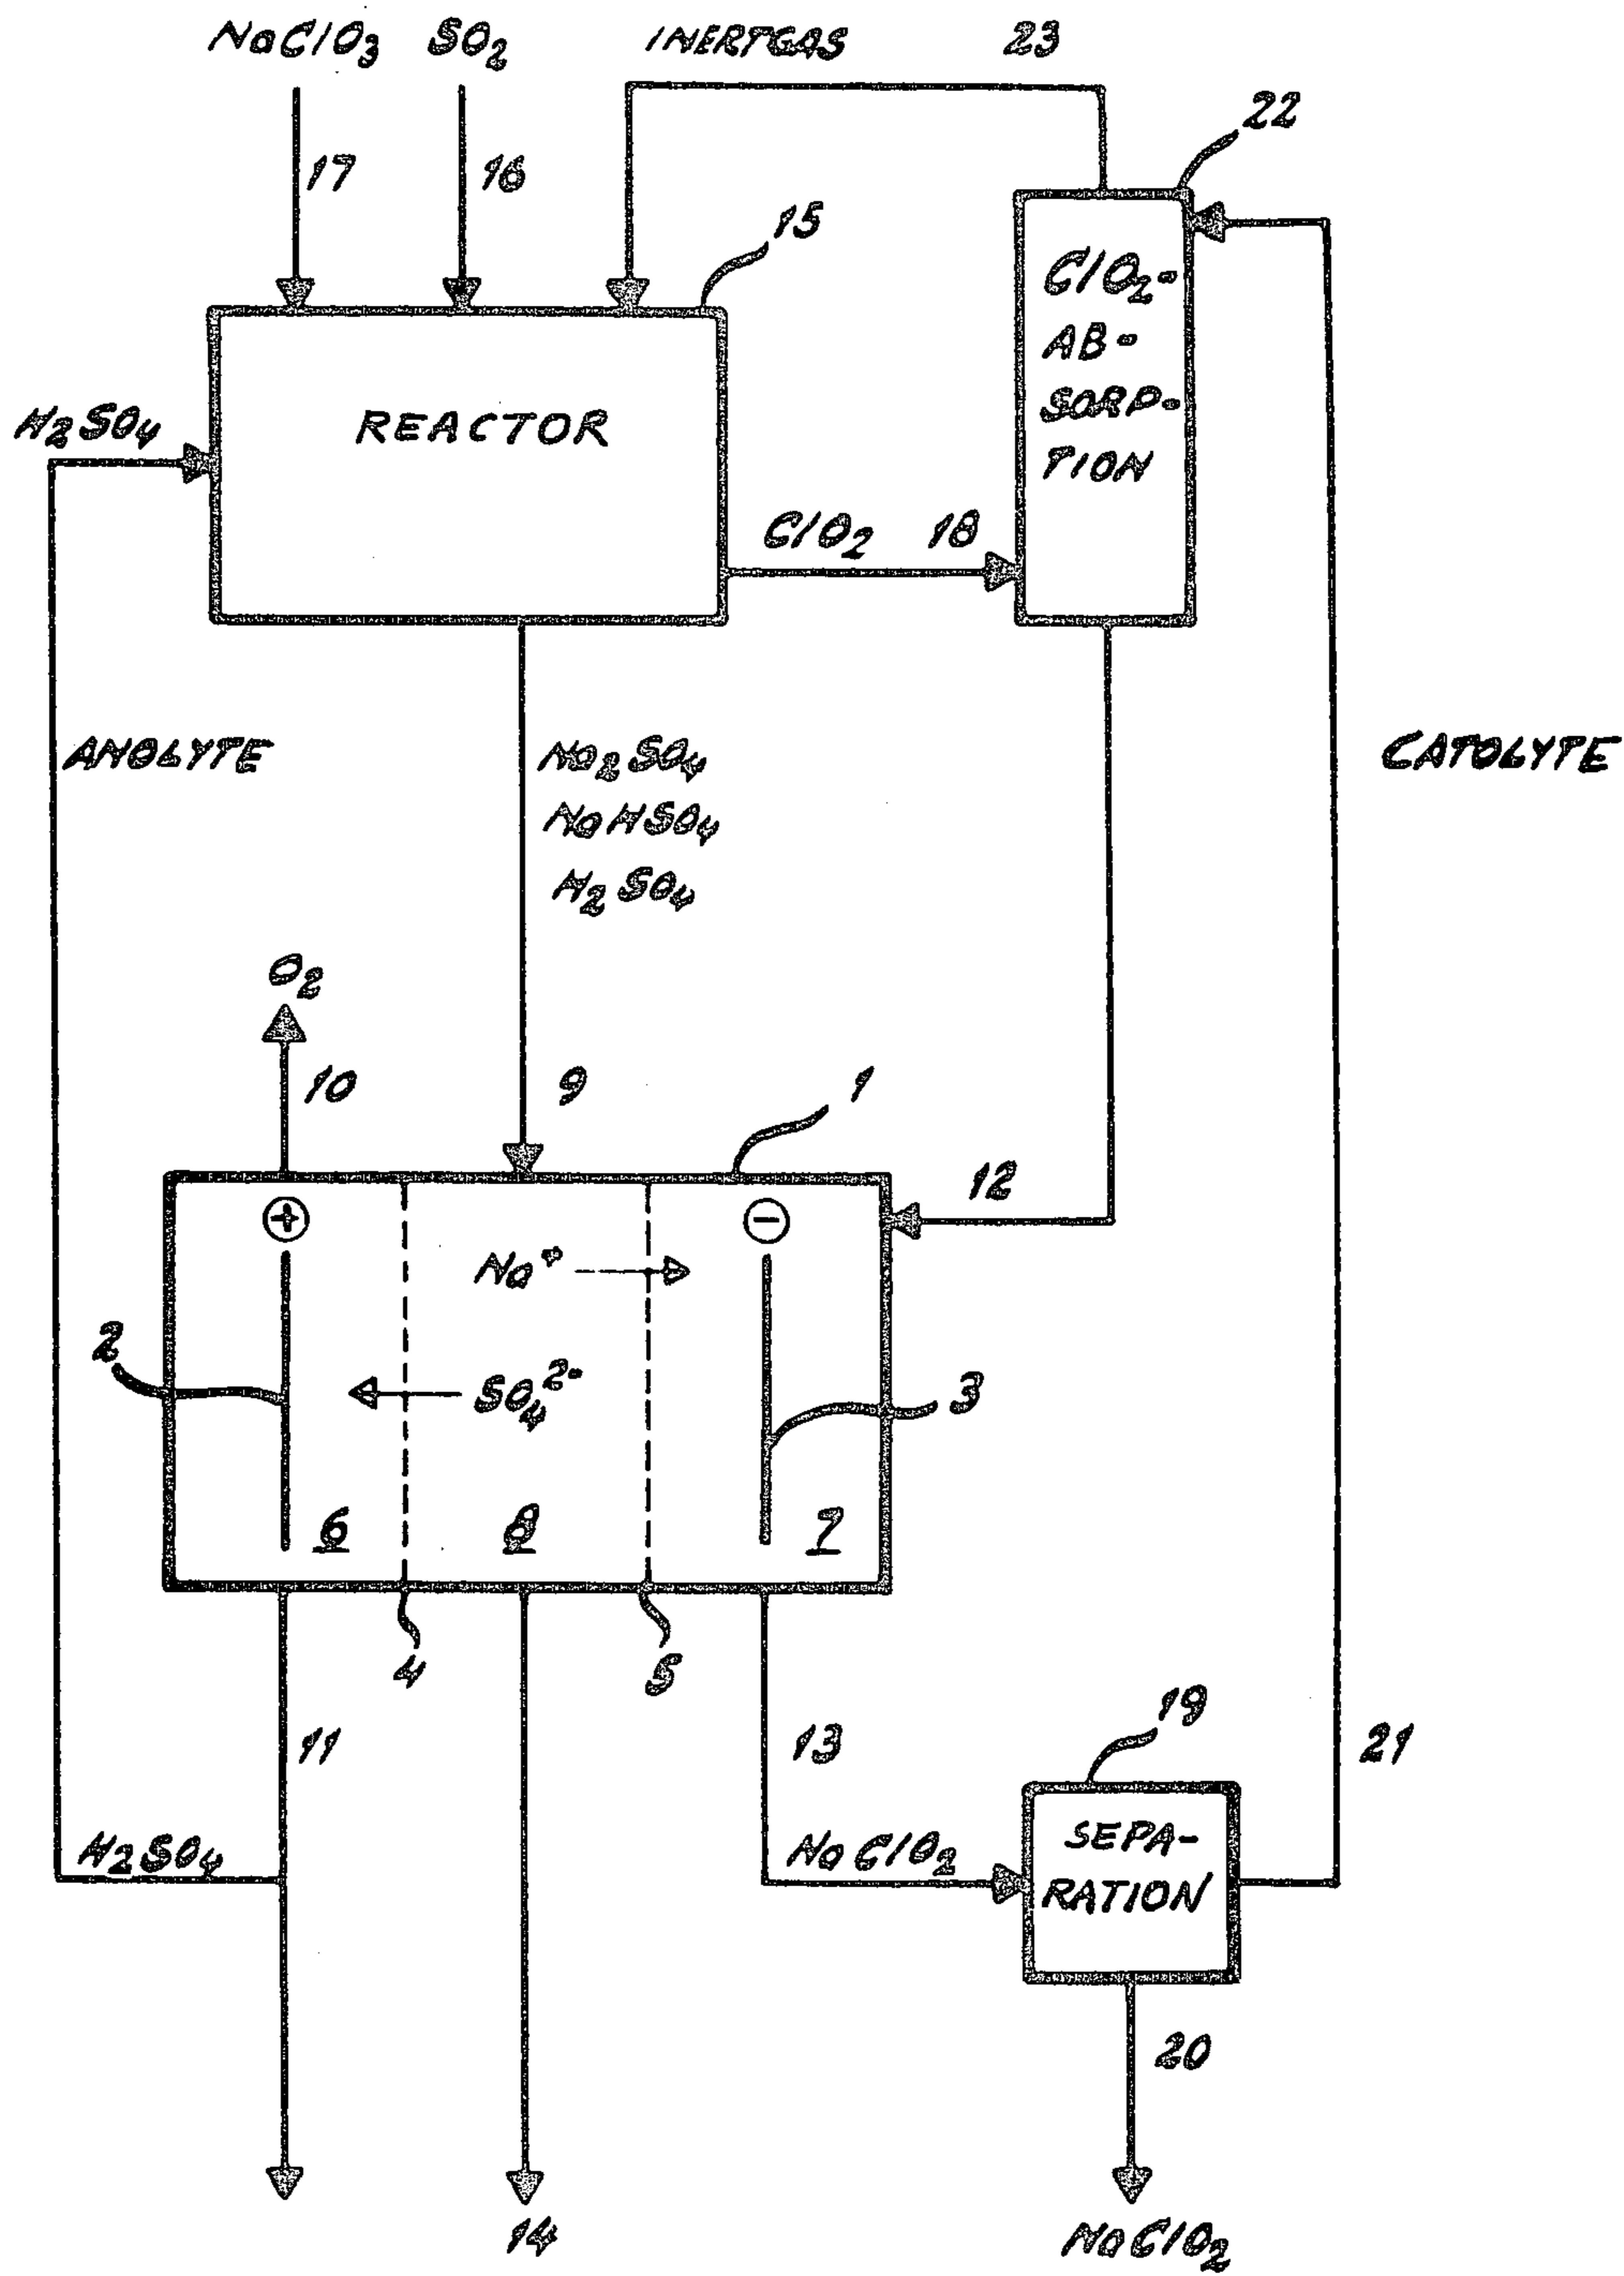 NaClO₃ SO₂ INERTGAS 23
22
17 16
15
ClO₂-
AB-
SORP-
TION
H₂SO₄
REACTOR
ClO₂ 18
ANOLYTE
Na₂SO₄
NaHSO₄
H₂SO₄
CATOLYTE
O₂
10 9 1
12
+ −
Na⁺
2
SO₄²⁻
3
6 8 7
4 5
19
11 13 21
SEPA-
RATION
H₂SO₄
NaClO₂
20
14 NaClO₂